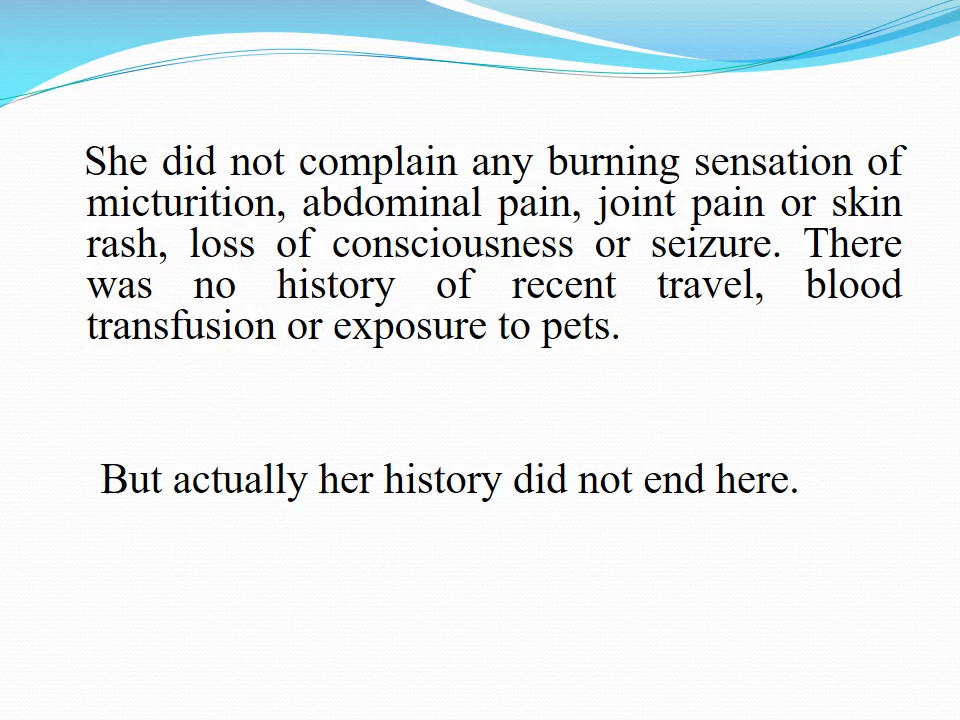 She did not complain any burning sensation of
micturition, abdominal pain, joint pain or skin
rash, loss of consciousness or seizure. There
was no history of recent travel, blood
transfusion or exposure to pets.
But actually her history did not end here.